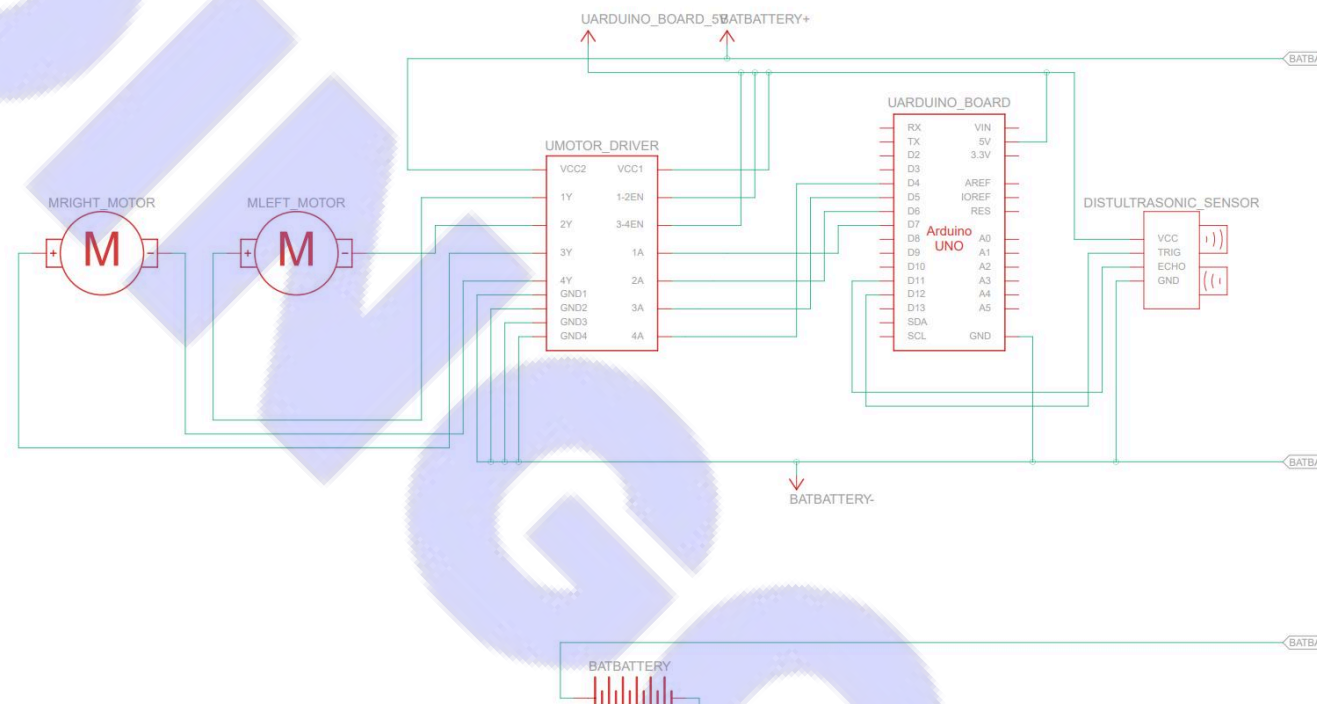 UARDUINO_BOARD_5V
BATBATTERY+
BATBA
UARDUINO_BOARD
RX
TX
D2
D3
D4
D5
D6
D7
D8
D9
D10
D11
D12
D13
SDA
SCL
VIN
5V
3.3V
AREF
IOREF
RES
A0
A1
A2
A3
A4
A5
GND
Arduino
UNO
UMOTOR_DRIVER
VCC2
1Y
2Y
3Y
4Y
GND1
GND2
GND3
GND4
VCC1
1-2EN
3-4EN
1A
2A
3A
4A
MRIGHT_MOTOR
+
M
-
MLEFT_MOTOR
+
M
-
DISTULTRASONIC_SENSOR
VCC
TRIG
ECHO
GND
BATBA
BATBATTERY-
BATBA
BATBATTERY